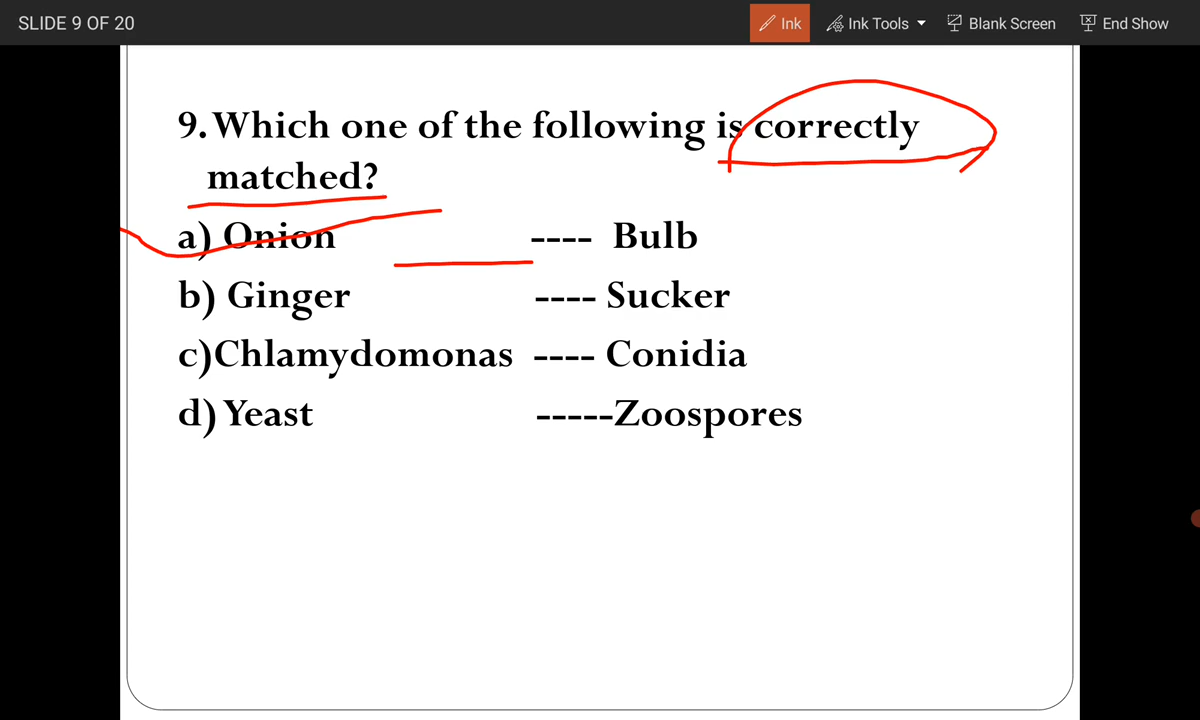 SLIDE 9 OF 20
Ink
Ink Tools
Blank Screen
End Show
9. Which one of the following is correctly
matched?
a) Onion ---- Bulb
b) Ginger ---- Sucker
c)Chlamydomonas ---- Conidia
d) Yeast -----Zoospores